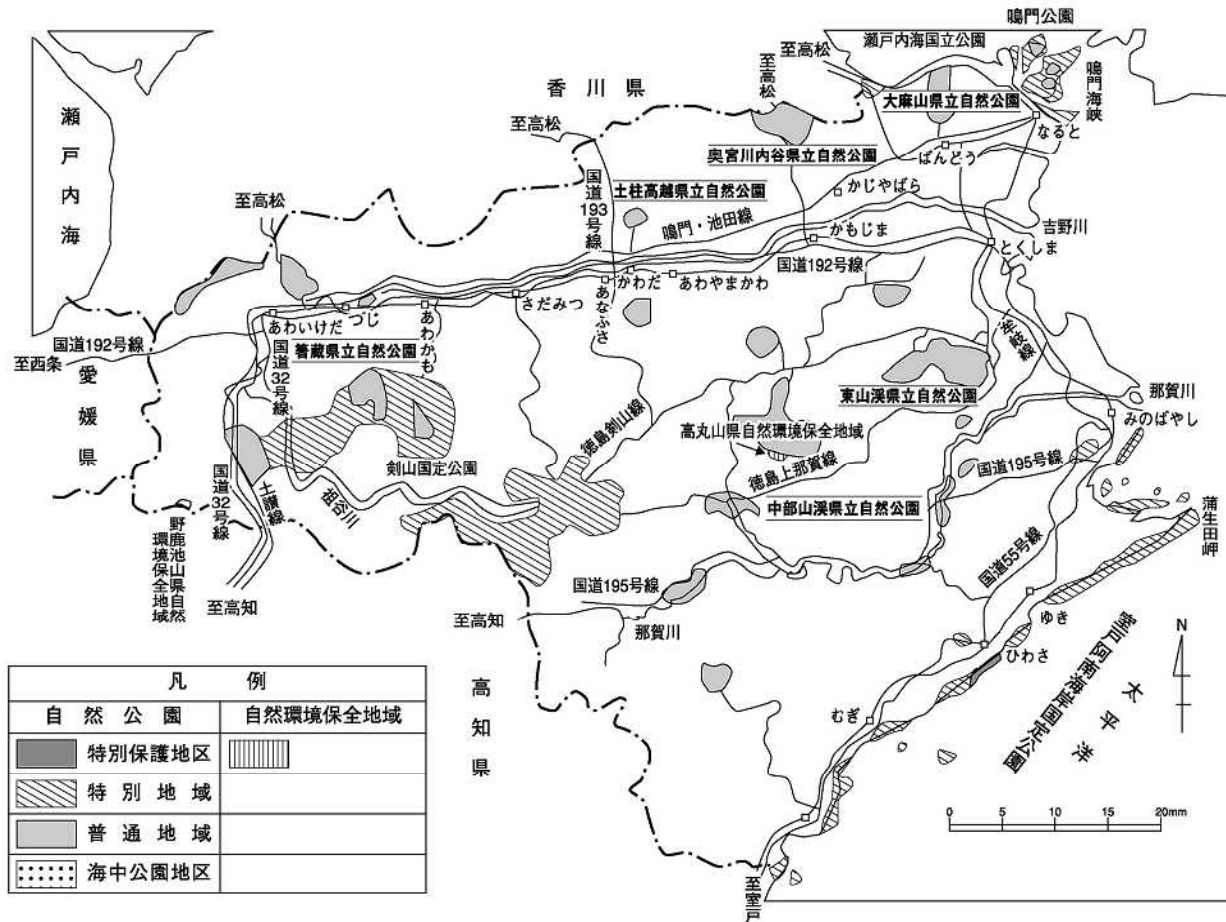 鳴門公園
瀬戸内海国立公園
至高松
至高松
香川県
至高松
大麻山県立自然公園
鳴門海峡
なると
ばんどう
奥宮川内谷県立自然公園
瀬戸内海
国道193号線
土柱高越県立自然公園
かじやばら
至高松
鳴門・池田線
かもじま
吉野川
とくしま
国道192号線
かわだ
あわやまかわ
あなぶさ
さだみつ
つじ
あわいけだ
あわかも
国道192号線
至西条
箸蔵県立自然公園
国道32号線
牟岐線
愛媛県
東山渓県立自然公園
那賀川
みのばやし
徳島剣山線
高丸山県自然環境保全地域
剣山国定公園
徳島上那賀線
国道195号線
国道32号線
土讃線
祖谷川
中部山渓県立自然公園
蒲生田岬
野鹿池山県自然
環境保全地域
国道55号線
至高知
国道195号線
至高知
那賀川
ゆき
ひわさ
室戸阿南海岸国定公園
太平洋
N
むぎ
高知県
至室戸
0 5 10 15 20mm
凡例
自然公園 自然環境保全地域
特別保護地区
特別地域
普通地域
海中公園地区